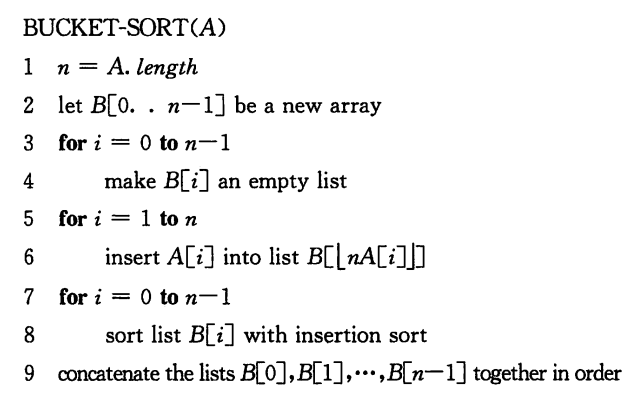 BUCKET-SORT(A)
1 n = A. length
2 let B[0. . n−1] be a new array
3 for i = 0 to n−1
4 make B[i] an empty list
5 for i = 1 to n
6 insert A[i] into list B[⌊nA[i]⌋]
7 for i = 0 to n−1
8 sort list B[i] with insertion sort
9 concatenate the lists B[0],B[1],⋯,B[n−1] together in order